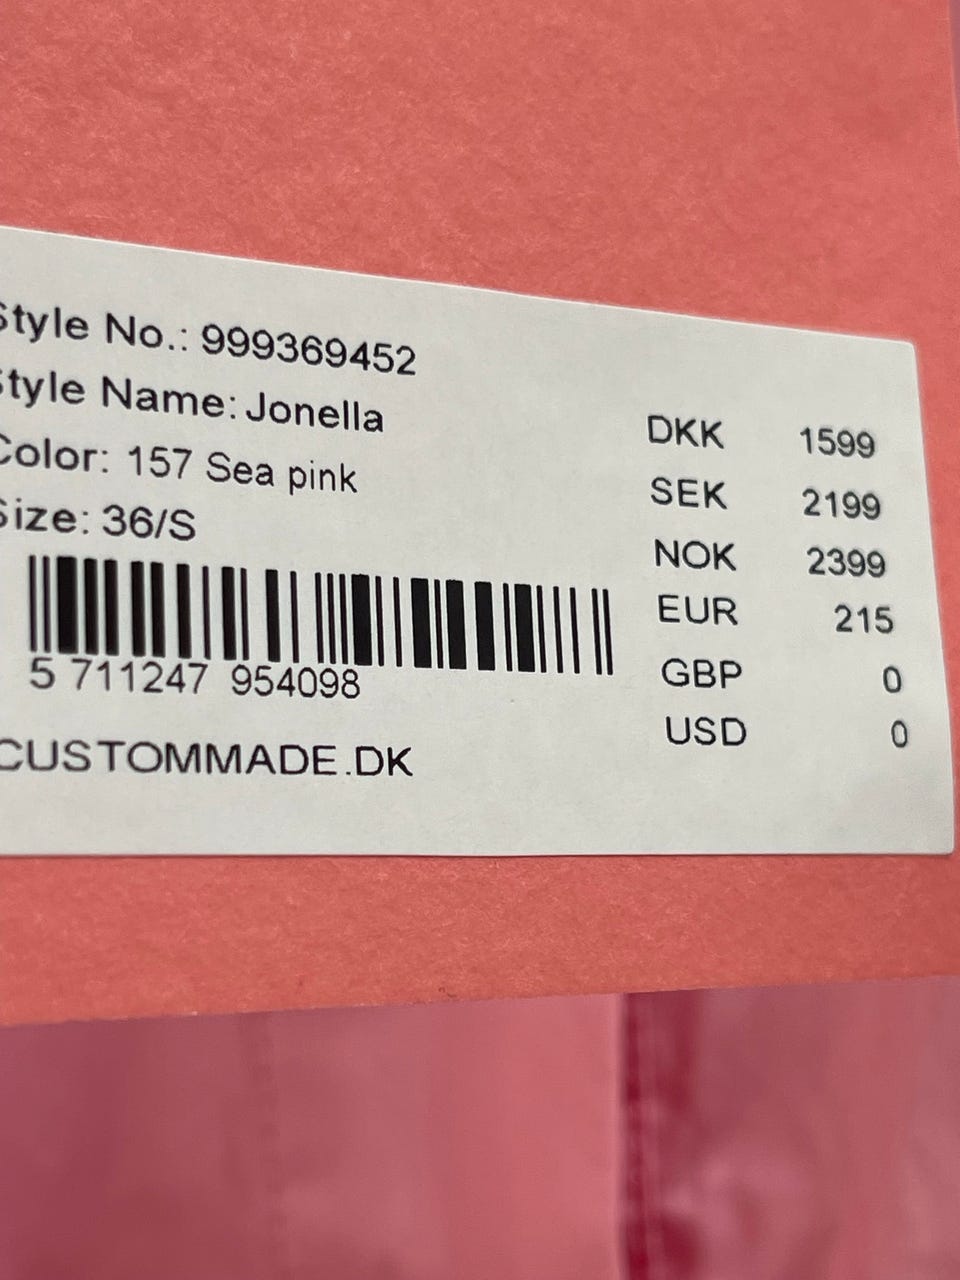 Style No.: 999369452
Style Name: Jonella
Color: 157 Sea pink
Size: 36/S
5 711247 954098
CUSTOMMADE.DK
DKK 1599
SEK 2199
NOK 2399
EUR 215
GBP 0
USD 0